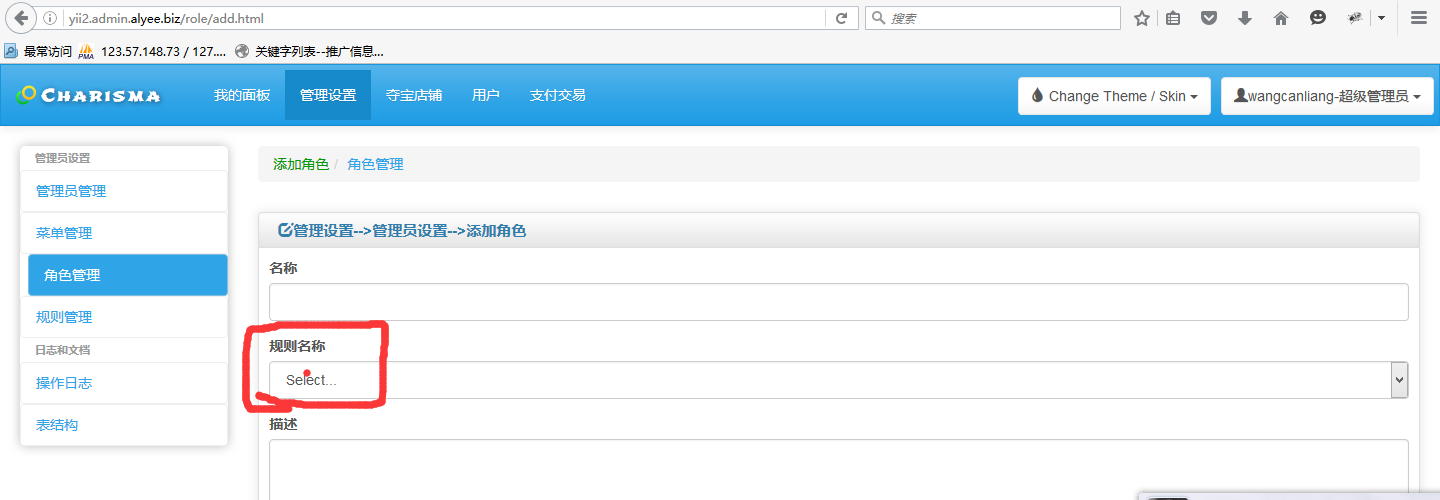 yii2.admin.alyee.biz/role/add.html
搜索
最常访问 PMA 123.57.148.73 / 127.... 关键字列表--推广信息...
CHARISMA 我的面板 管理设置 夺宝店铺 用户 支付交易 Change Theme / Skin wangcanliang-超级管理员
管理员设置
管理员管理
菜单管理
角色管理
规则管理
日志和文档
操作日志
表结构
添加角色 / 角色管理
管理设置-->管理员设置-->添加角色
名称
规则名称
Select...
描述